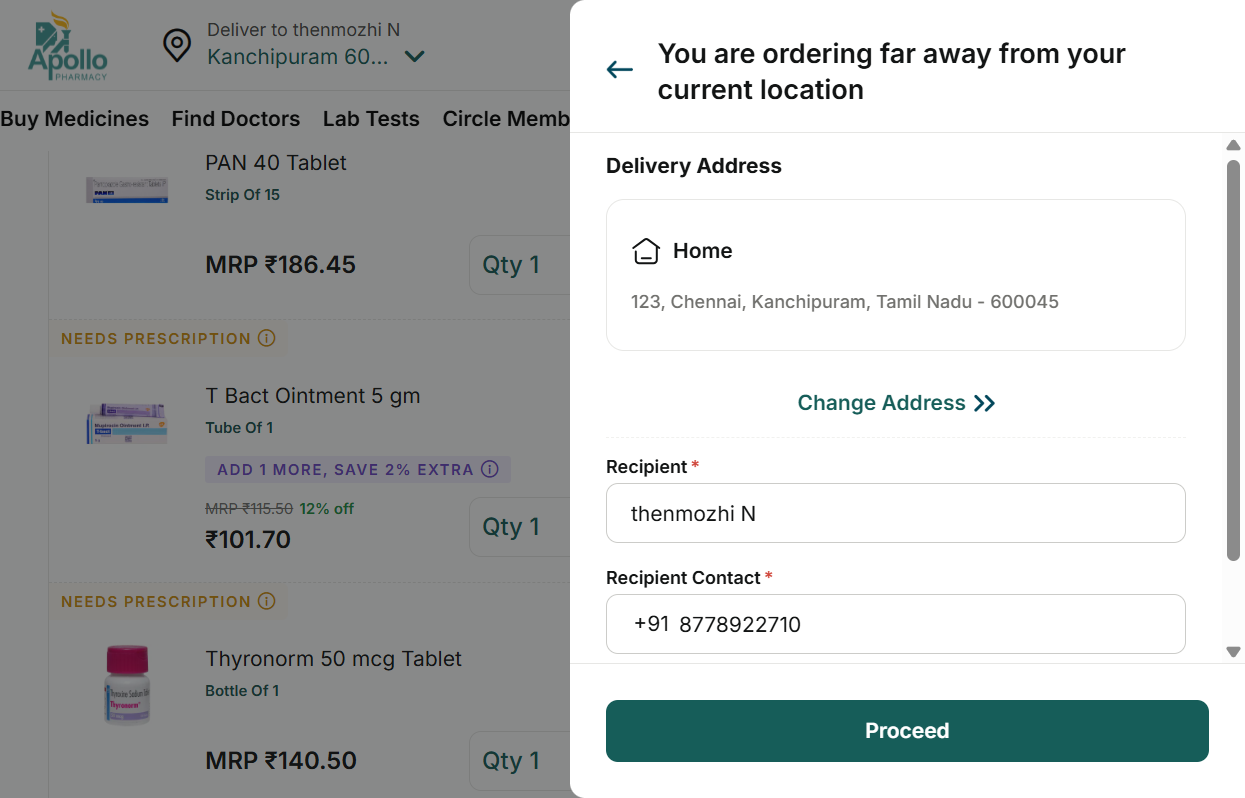 Apollo
PHARMACY
Deliver to thenmozhi N
Kanchipuram 60...
Buy Medicines Find Doctors Lab Tests Circle Memb
PAN 40 Tablet
Strip Of 15
MRP ₹186.45
Qty 1
NEEDS PRESCRIPTION
T Bact Ointment 5 gm
Tube Of 1
ADD 1 MORE, SAVE 2% EXTRA
MRP ₹115.50 12% off
₹101.70
Qty 1
NEEDS PRESCRIPTION
Thyronorm 50 mcg Tablet
Bottle Of 1
MRP ₹140.50
Qty 1
You are ordering far away from your
current location
Delivery Address
Home
123, Chennai, Kanchipuram, Tamil Nadu - 600045
Change Address
Recipient *
thenmozhi N
Recipient Contact *
+91 8778922710
Proceed